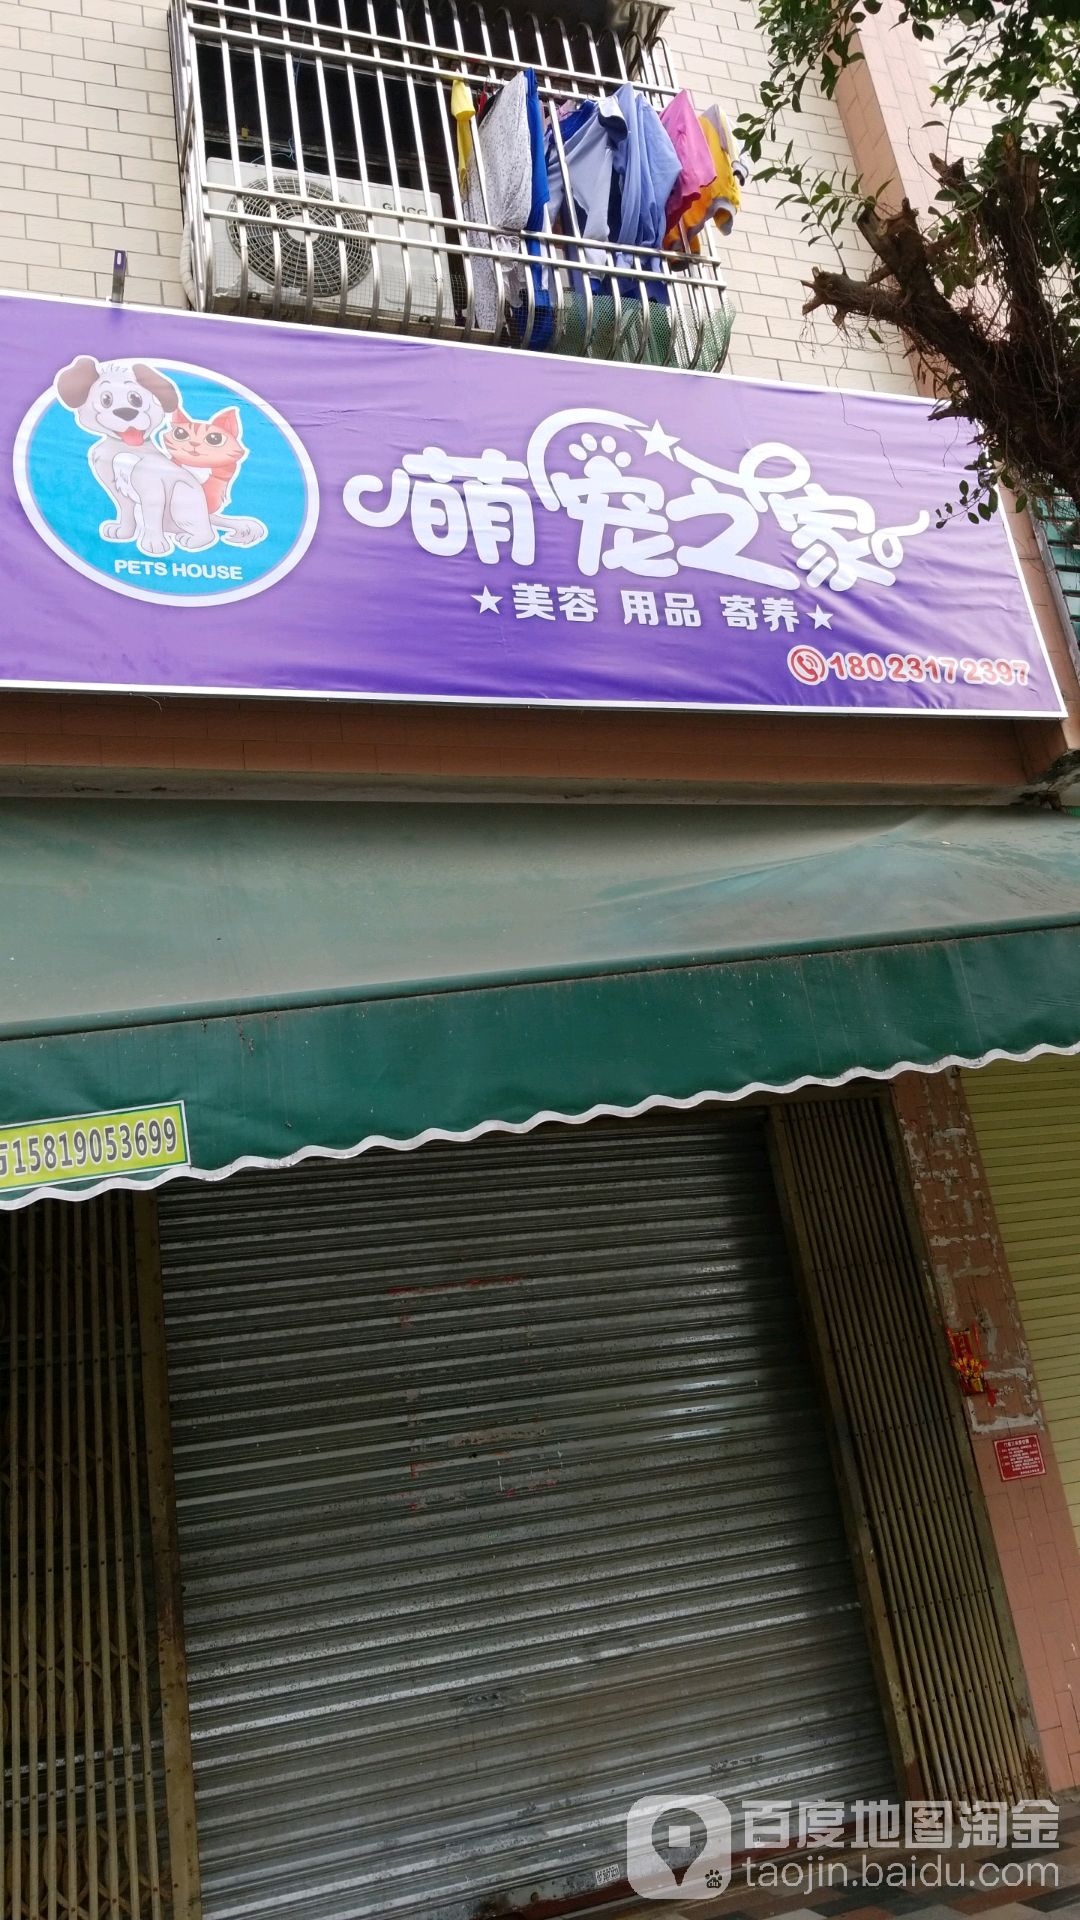 PETS HOUSE
萌宠之家
美容 用品 寄养
18023172397
15819053699
百度地图淘金
taojin.baidu.com